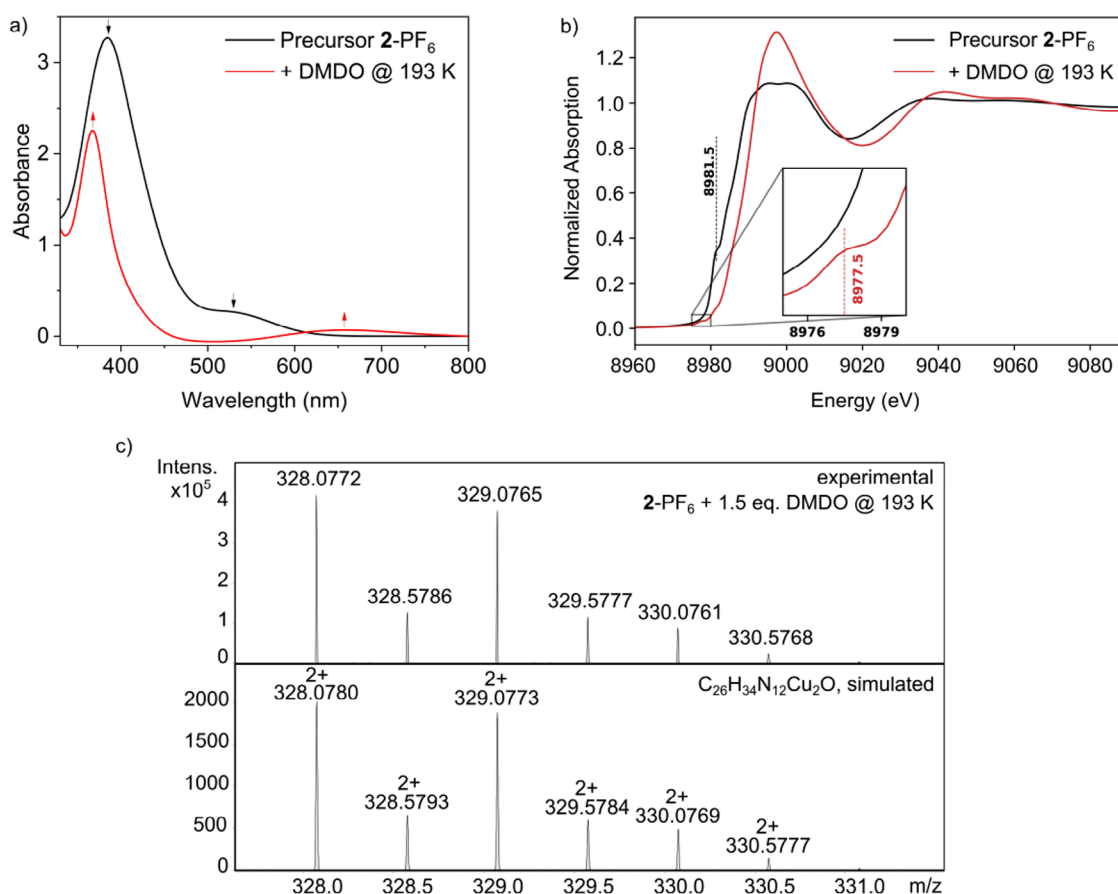 a)
Precursor 2-PF₆
+ DMDO @ 193 K
Absorbance
3
2
1
0
400 500 600 700 800
Wavelength (nm)
b)
Precursor 2-PF₆
+ DMDO @ 193 K
Normalized Absorption
1.2
1.0
0.8
0.6
0.4
0.2
0.0
8981.5
8977.5
8976 8979
8960 8980 9000 9020 9040 9060 9080
Energy (eV)
c)
Intens.
x10⁵
4
3
2
1
0
328.0772
328.5786
329.0765
329.5777
330.0761
330.5768
experimental
2-PF₆ + 1.5 eq. DMDO @ 193 K
2000
1500
1000
500
0
2+
328.0780
2+
328.5793
2+
329.0773
2+
329.5784
2+
330.0769
2+
330.5777
C₂₆H₃₄N₁₂Cu₂O, simulated
328.0 328.5 329.0 329.5 330.0 330.5 331.0 m/z